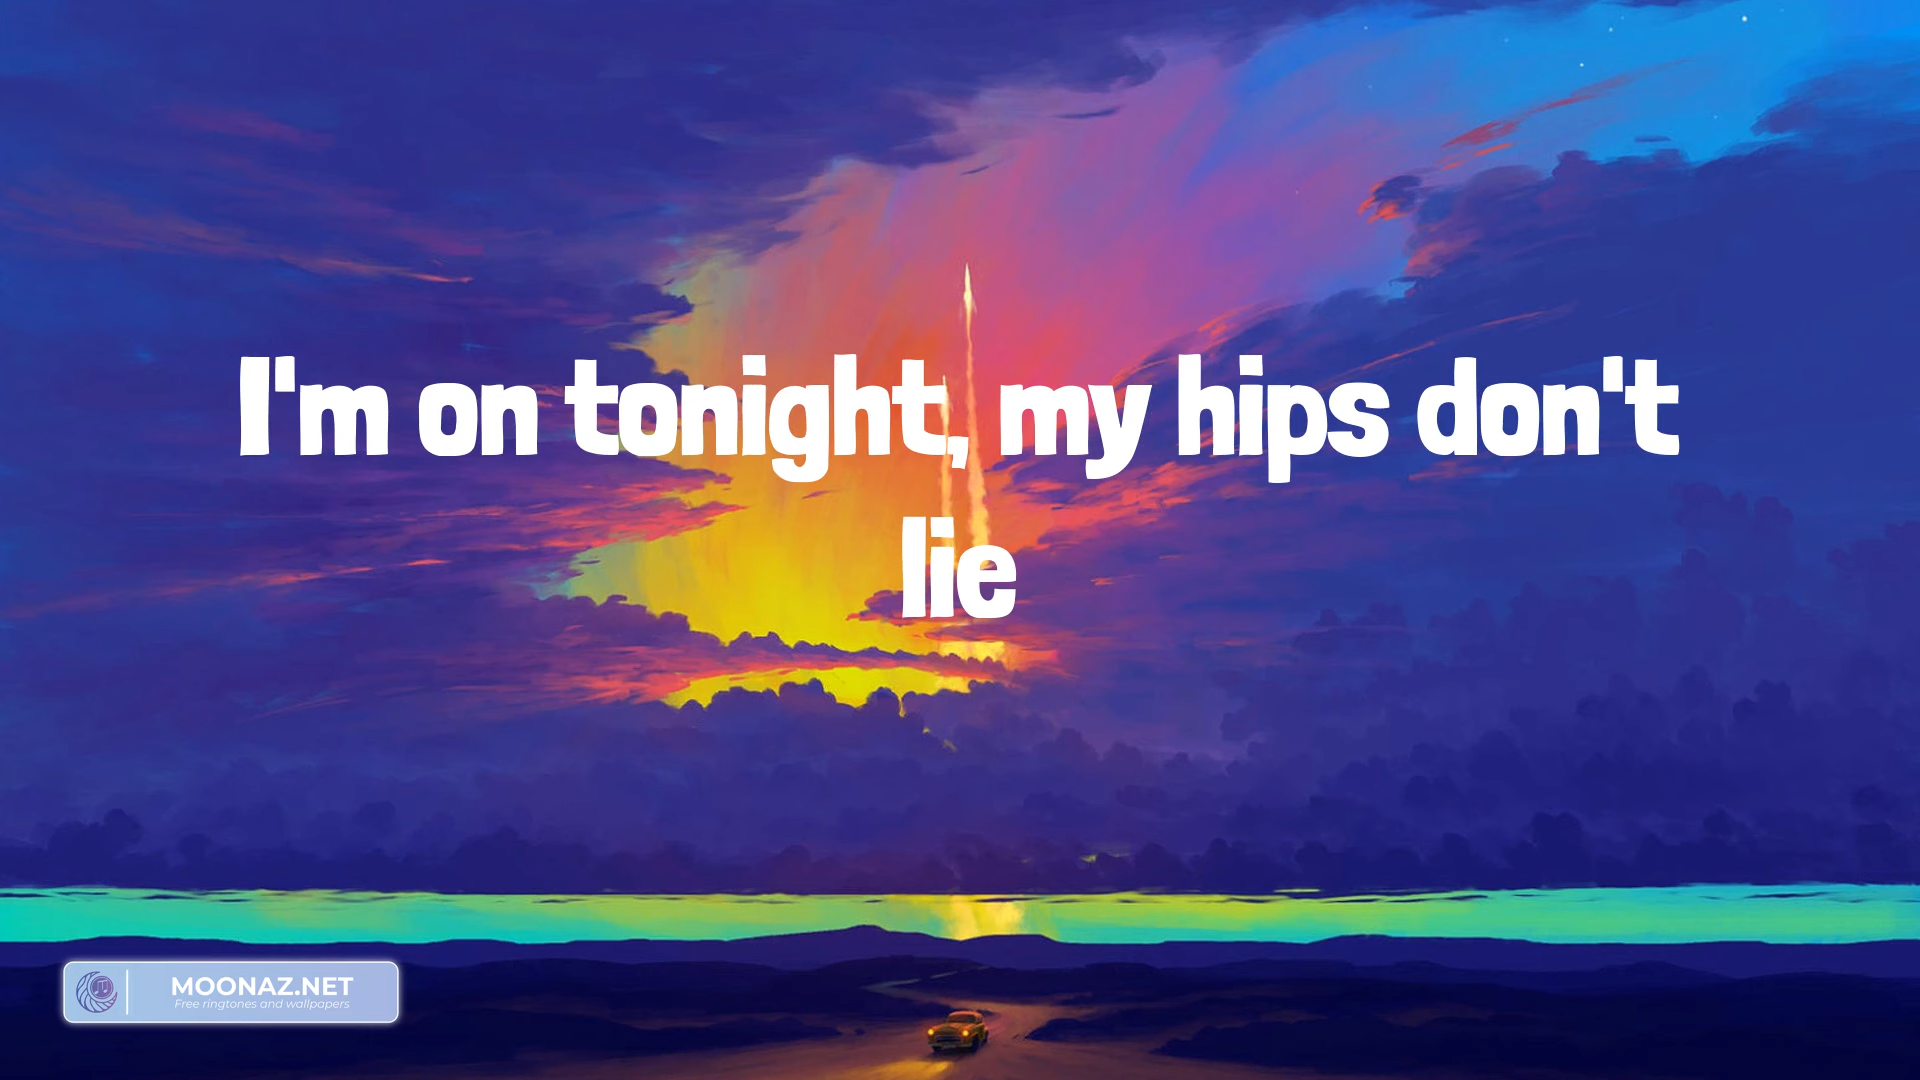 I'm on tonight, my hips don't
lie
MOONAZ.NET
Free ringtones and wallpapers